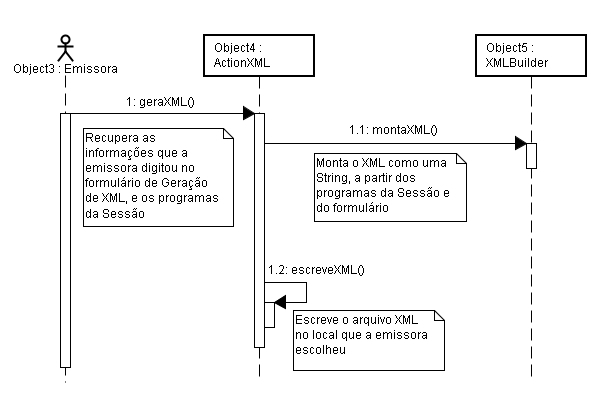 Object3 : Emissora
Object4 :
ActionXML
Object5 :
XMLBuilder
1: geraXML()
Recupera as
informações que a
emissora digitou no
formulário de Geração
de XML, e os programas
da Sessão
1.1: montaXML()
Monta o XML como uma
String, a partir dos
programas da Sessão e
do formulário
1.2: escreveXML()
Escreve o arquivo XML
no local que a emissora
escolheu